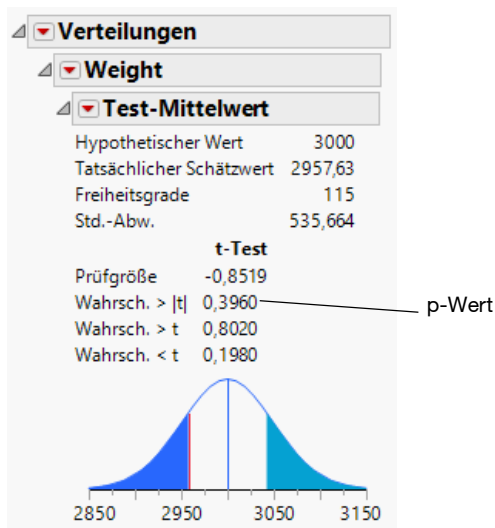 Verteilungen
Weight
Test-Mittelwert
Hypothetischer Wert 3000
Tatsächlicher Schätzwert 2957,63
Freiheitsgrade 115
Std.-Abw. 535,664
t-Test
Prüfgröße -0,8519
Wahrsch. > |t| 0,3960 p-Wert
Wahrsch. > t 0,8020
Wahrsch. < t 0,1980
2850 2950 3050 3150